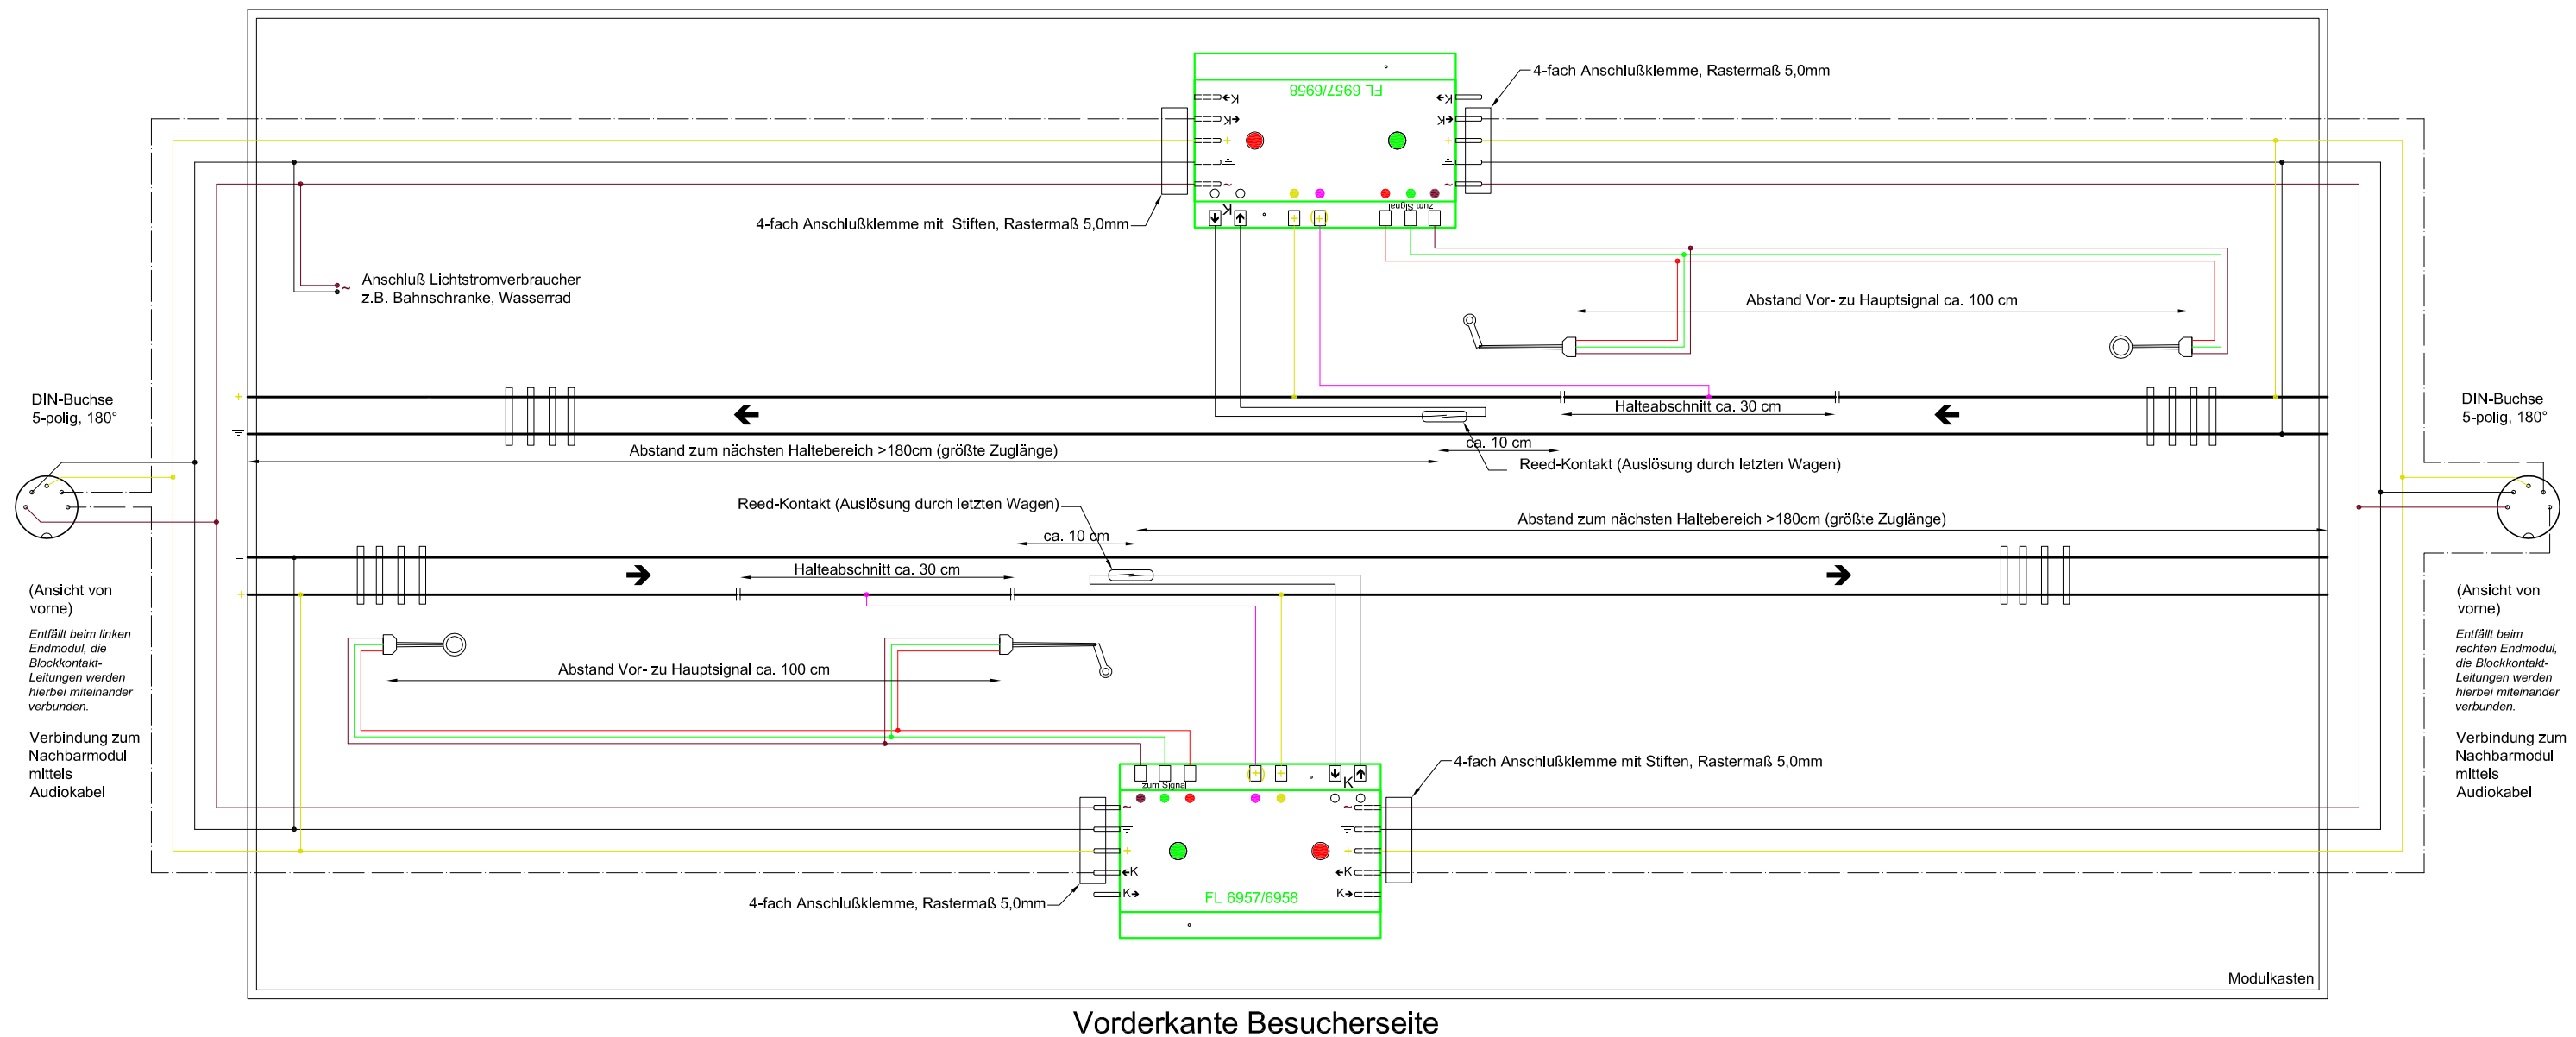 4-fach Anschlußklemme, Rastermaß 5,0mm
FL 6957/6958
K
K
K
K
+
+
~
~
zum Signal
K
+
(+)
4-fach Anschlußklemme mit Stiften, Rastermaß 5,0mm
Anschluß Lichtstromverbraucher
z.B. Bahnschranke, Wasserrad
~
Abstand Vor- zu Hauptsignal ca. 100 cm
DIN-Buchse
5-polig, 180°
+
Halteabschnitt ca. 30 cm
DIN-Buchse
5-polig, 180°
Abstand zum nächsten Haltebereich >180cm (größte Zuglänge)
ca. 10 cm
Reed-Kontakt (Auslösung durch letzten Wagen)
Reed-Kontakt (Auslösung durch letzten Wagen)
Abstand zum nächsten Haltebereich >180cm (größte Zuglänge)
ca. 10 cm
Halteabschnitt ca. 30 cm
+
(Ansicht von
vorne)
Entfällt beim linken
Endmodul, die
Blockkontakt-
Leitungen werden
hierbei miteinander
verbunden.
Verbindung zum
Nachbarmodul
mittels
Audiokabel
(Ansicht von
vorne)
Entfällt beim
rechten Endmodul,
die Blockkontakt-
Leitungen werden
hierbei miteinander
verbunden.
Verbindung zum
Nachbarmodul
mittels
Audiokabel
Abstand Vor- zu Hauptsignal ca. 100 cm
4-fach Anschlußklemme mit Stiften, Rastermaß 5,0mm
(+)
+
K
zum Signal
~
~
+
+
K
K
K
K
FL 6957/6958
4-fach Anschlußklemme, Rastermaß 5,0mm
Modulkasten
Vorderkante Besucherseite